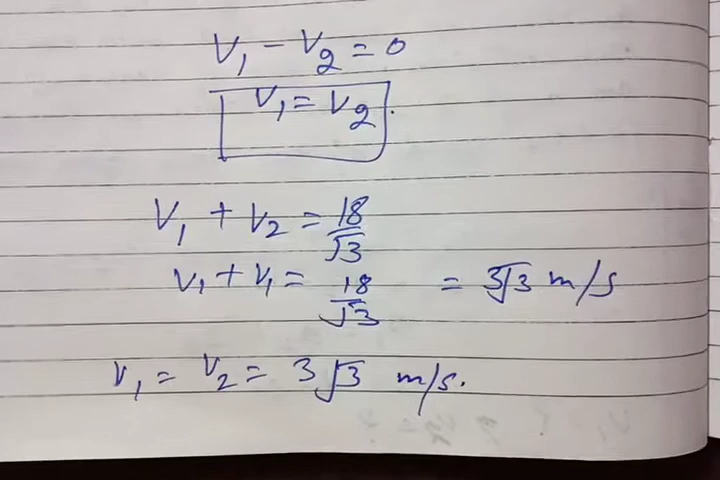 V₁ - V₂ = 0
V₁ = V₂.
V₁ + V₂ = 18/√3
V₁ + V₁ = 18/√3 = 3√3 m/s
V₁ = V₂ = 3√3 m/s.